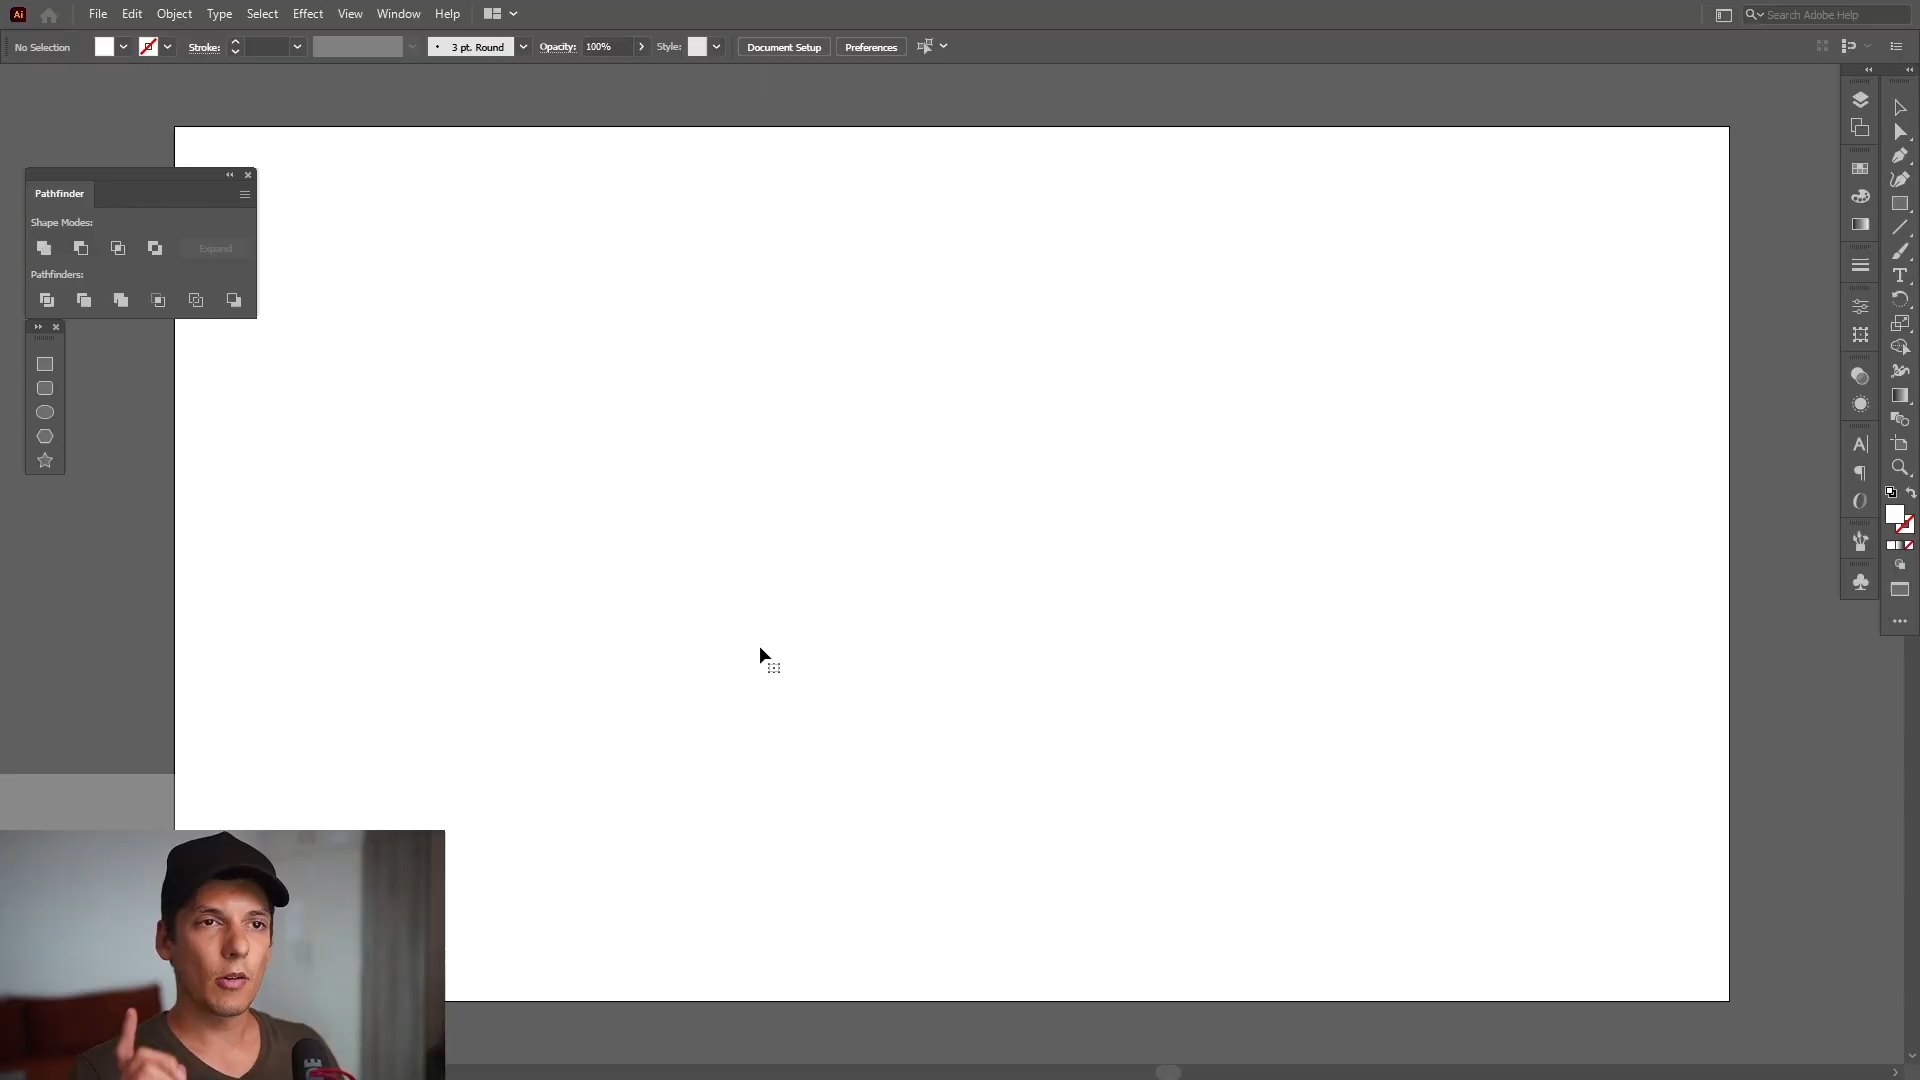 Ai File Edit Object Type Select Effect View Window Help Search Adobe Help
No Selection Stroke: 3 pt. Round Opacity: 100% Style: Document Setup Preferences
Pathfinder
Shape Modes:
Expand
Pathfinders: